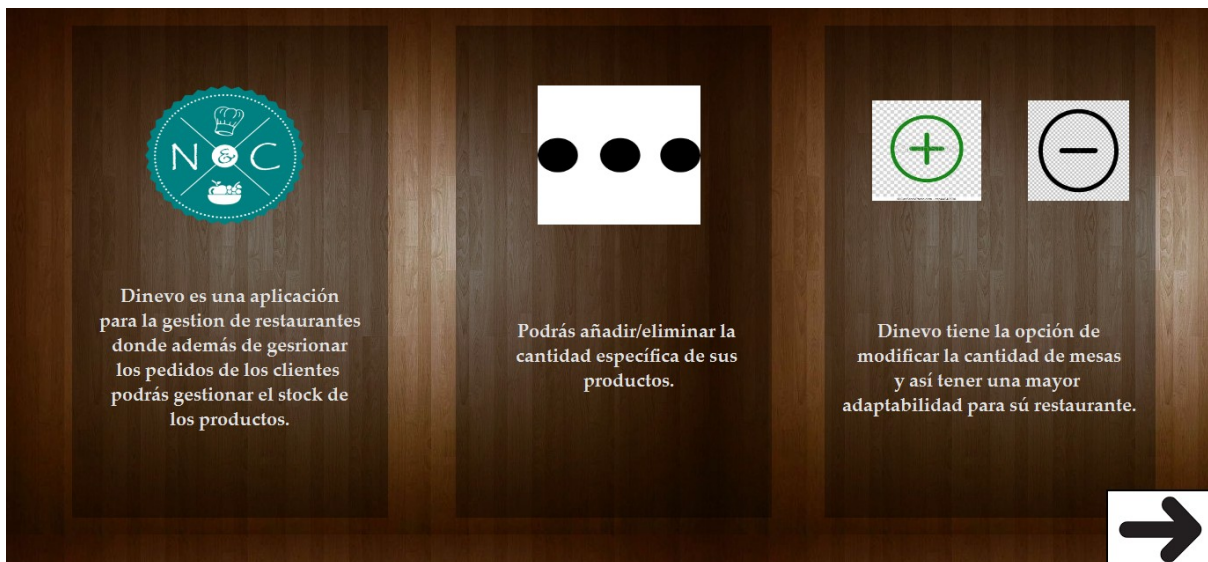 N & C
Dinevo es una aplicación
para la gestion de restaurantes
donde además de gesrionar
los pedidos de los clientes
podrás gestionar el stock de
los productos.
Podrás añadir/eliminar la
cantidad específica de sus
productos.
Dinevo tiene la opción de
modificar la cantidad de mesas
y así tener una mayor
adaptabilidad para sú restaurante.